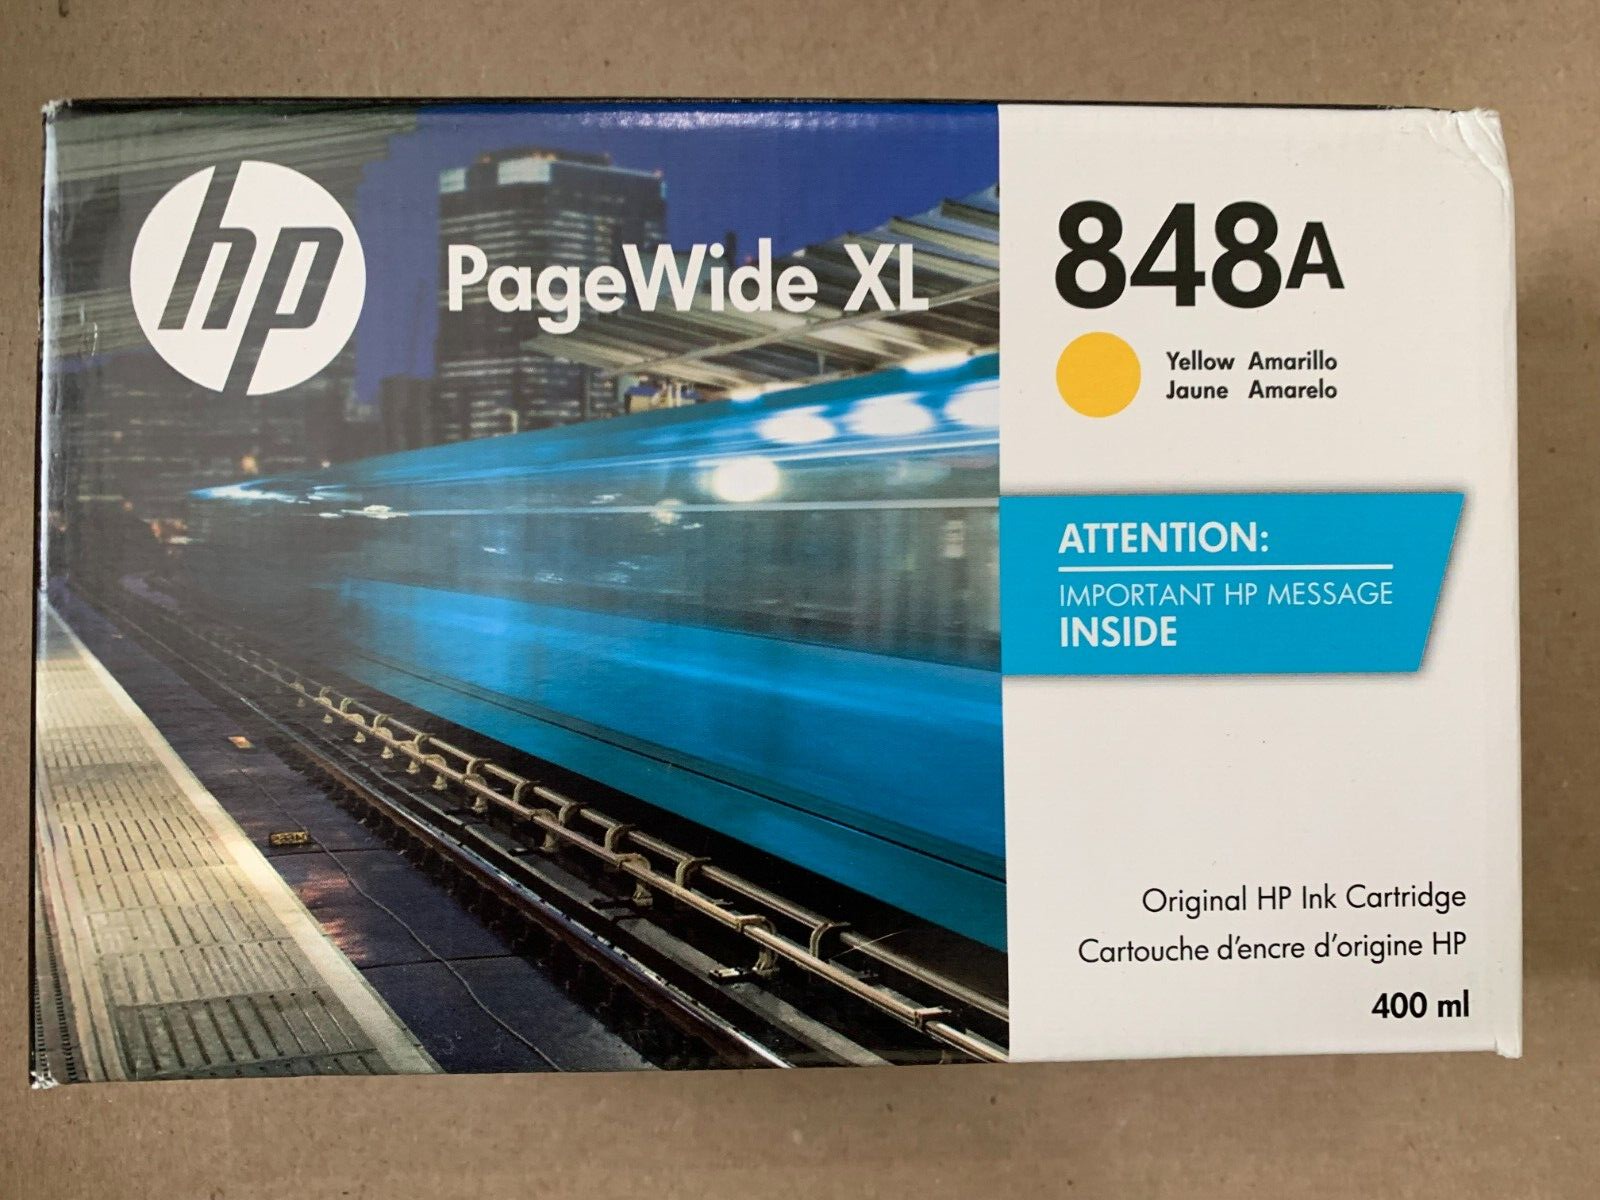 hp
PageWide XL
848A
Yellow Amarillo
Jaune Amarelo
ATTENTION:
IMPORTANT HP MESSAGE
INSIDE
Original HP Ink Cartridge
Cartouche d'encre d'origine HP
400 ml